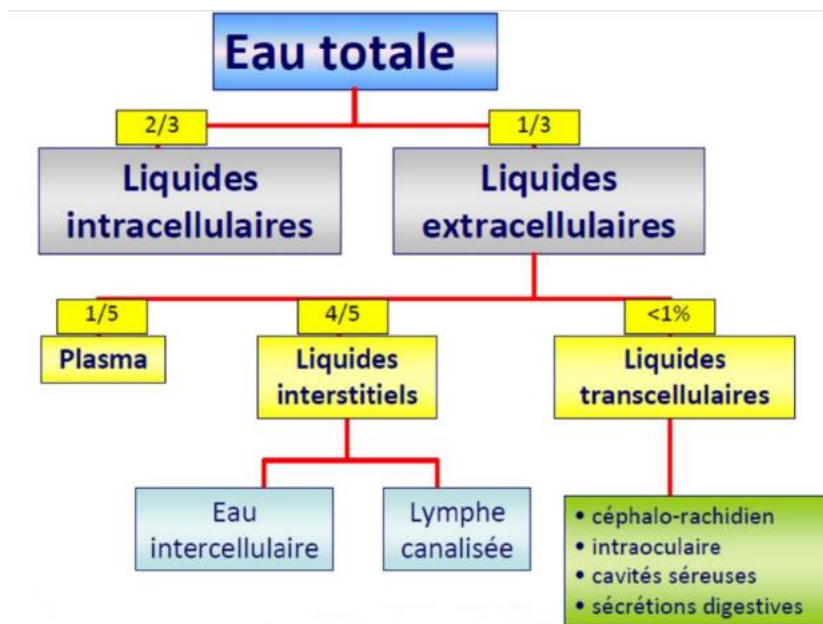 Eau totale
2/3
1/3
Liquides
intracellulaires
Liquides
extracellulaires
1/5
4/5
<1%
Plasma
Liquides
interstitiels
Liquides
transcellulaires
Eau
intercellulaire
Lymphe
canalisée
• céphalo-rachidien
• intraoculaire
• cavités séreuses
• sécrétions digestives